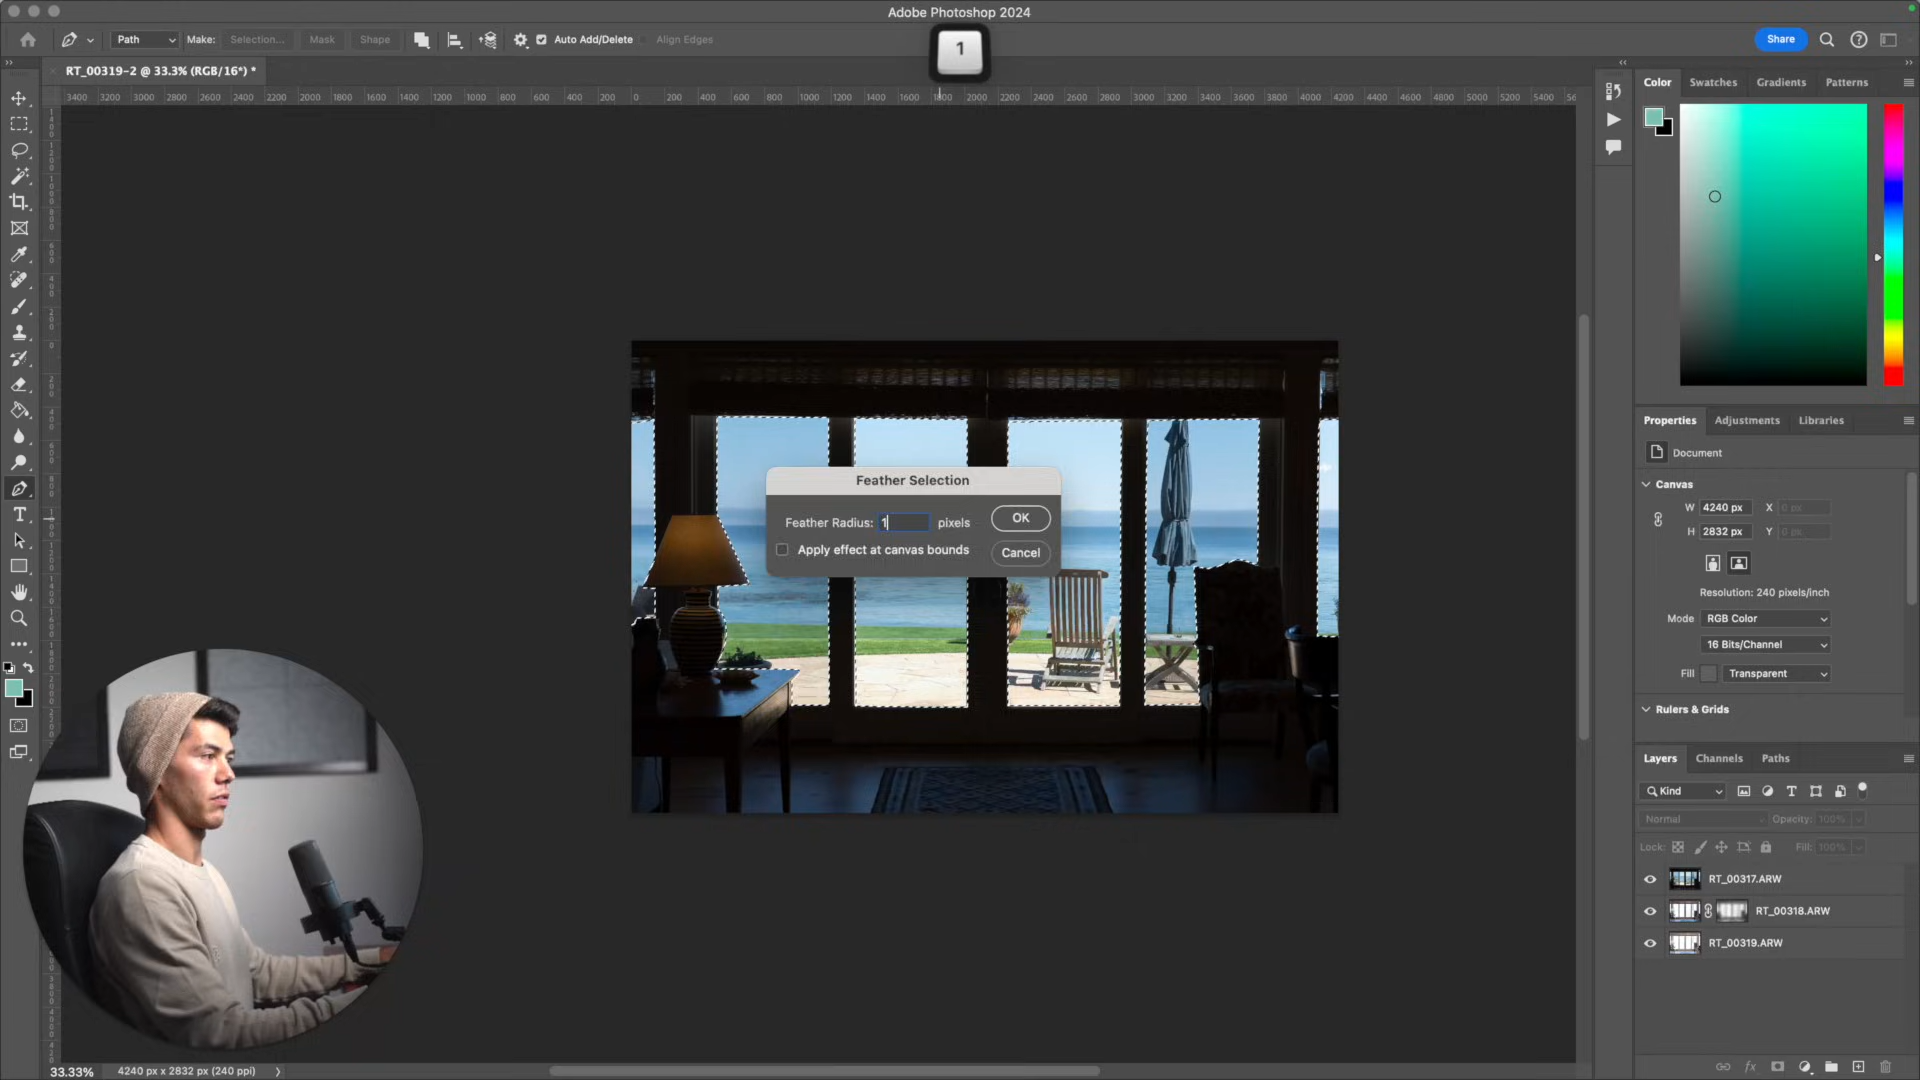 Adobe Photoshop 2024
Path
Make:
Selection...
Mask
Shape
Auto Add/Delete
Align Edges
1
Share
RT_00319-2 @ 33.3% (RGB/16*) *
3400 3200 3000 2800 2600 2400 2200 2000 1800 1600 1400 1200 1000 800 600 400 200 0 200 400 600 800 1000 1200 1400 1600 1800 2000 2200 2400 2600 2800 3000 3200 3400 3600 3800 4000 4200 4400 4600 4800 5000 5200 5400
Color
Swatches
Gradients
Patterns
Feather Selection
Feather Radius: 1 pixels
OK
Apply effect at canvas bounds
Cancel
Properties
Adjustments
Libraries
Document
Canvas
W 4240 px X 0 px
H 2832 px Y 0 px
Resolution: 240 pixels/inch
Mode RGB Color
16 Bits/Channel
Fill Transparent
Rulers & Grids
Layers
Channels
Paths
Kind
Normal
Opacity: 100%
Lock:
Fill: 100%
RT_00317.ARW
RT_00318.ARW
RT_00319.ARW
fx
33.33%
4240 px x 2832 px (240 ppi)